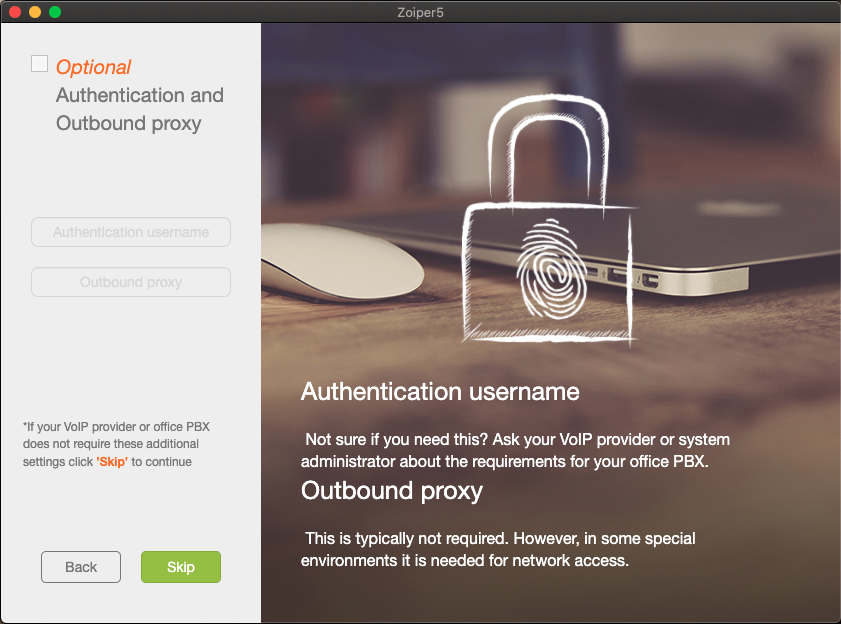 Zoiper5
Optional
Authentication and
Outbound proxy
Authentication username
Outbound proxy
*If your VoIP provider or office PBX
does not require these additional
settings click 'Skip' to continue
Back
Skip
Authentication username
Not sure if you need this? Ask your VoIP provider or system
administrator about the requirements for your office PBX.
Outbound proxy
This is typically not required. However, in some special
environments it is needed for network access.